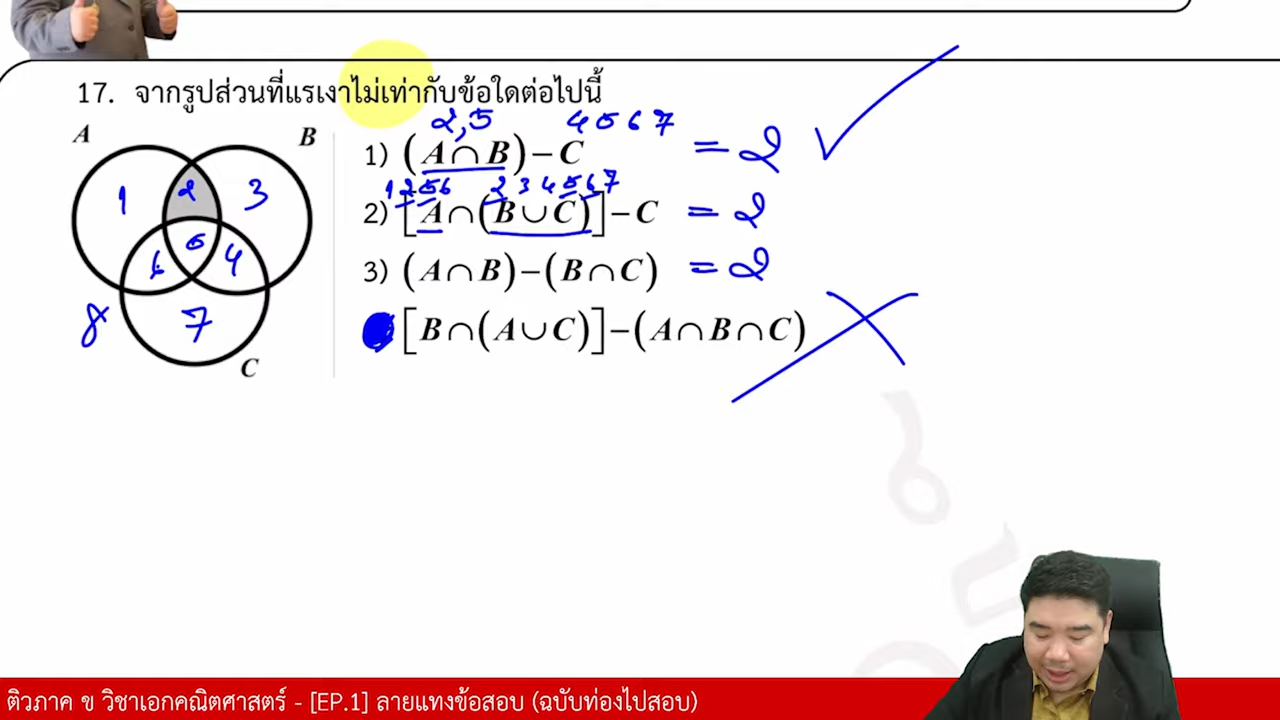 17. จากรูปส่วนที่แรเงาไม่เท่ากับข้อใดต่อไปนี้
A
B
1
2
3
5
6
4
8
7
C
2,5 4 5 6 7
1) (A∩B)−C = 2 ✓
1 2 5 6 2 3 4 5 6 7
2) [A∩(B∪C)]−C = 2
3) (A∩B)−(B∩C) = 2
[B∩(A∪C)]−(A∩B∩C)
ติวภาค ข วิชาเอกคณิตศาสตร์ - [EP.1] ลายแทงข้อสอบ (ฉบับท่องไปสอบ)